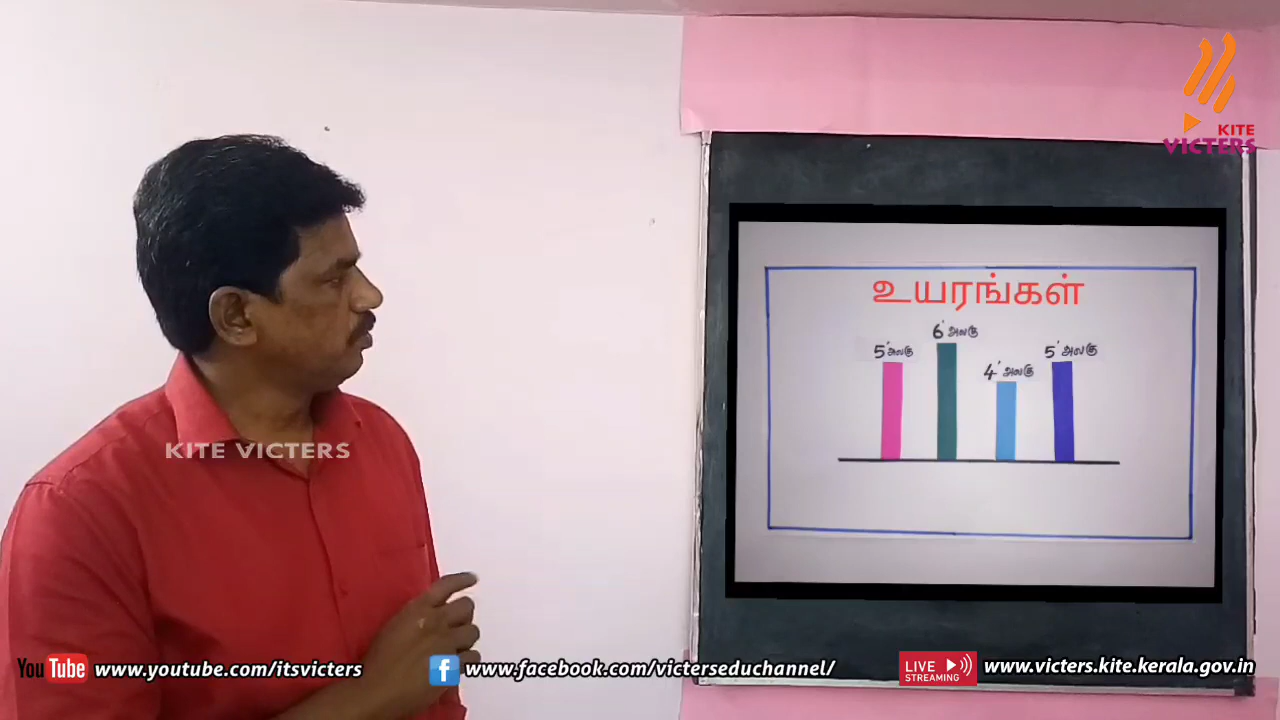 KITE
VICTERS
உயரங்கள்
6' அலகு
5' அலகு
5' அலகு
4' அலகு
KITE VICTERS
YouTube www.youtube.com/itsvicters
f www.facebook.com/victerseduchannel/
LIVE STREAMING www.victers.kite.kerala.gov.in